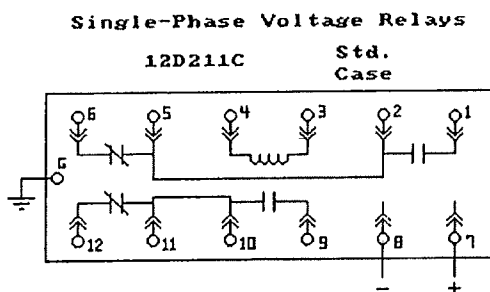 Single-Phase Voltage Relays
12D211C Std.
Case
6 5 4 3 2 1
G
12 11 10 9 8 7
- +